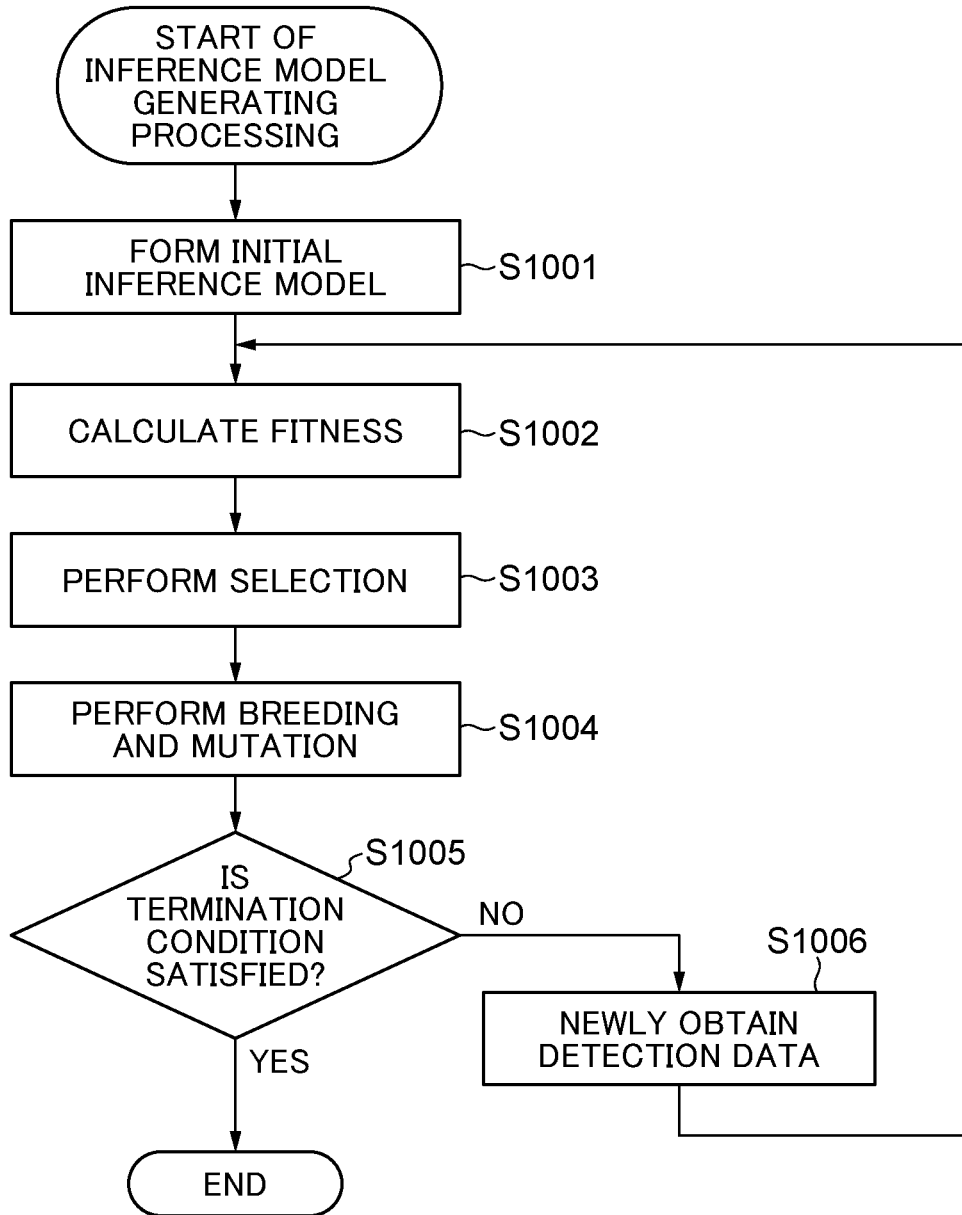 START OF
INFERENCE MODEL
GENERATING
PROCESSING
FORM INITIAL
INFERENCE MODEL
S1001
CALCULATE FITNESS
S1002
PERFORM SELECTION
S1003
PERFORM BREEDING
AND MUTATION
S1004
S1005
IS
TERMINATION
CONDITION
SATISFIED?
NO
S1006
NEWLY OBTAIN
DETECTION DATA
YES
END